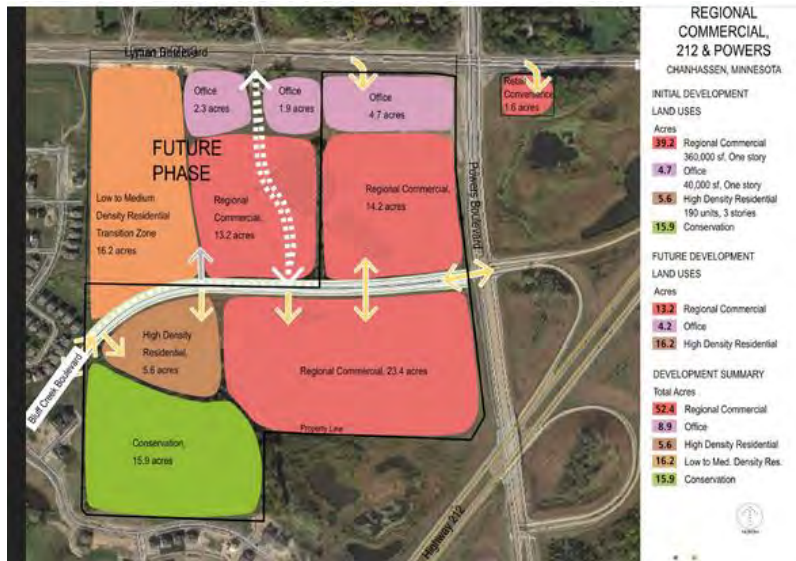 REGIONAL
COMMERCIAL,
212 & POWERS
CHANHASSEN, MINNESOTA
INITIAL DEVELOPMENT
LAND USES
Acres
39.2 Regional Commercial
360,000 sf, One story
4.7 Office
40,000 sf, One story
5.6 High Density Residential
190 units, 3 stories
15.9 Conservation
FUTURE DEVELOPMENT
LAND USES
Acres
13.2 Regional Commercial
4.2 Office
16.2 High Density Residential
DEVELOPMENT SUMMARY
Total Acres
52.4 Regional Commercial
8.9 Office
5.6 High Density Residential
16.2 Low to Med. Density Res.
15.9 Conservation
NORTH
Lyman Boulevard
Office
2.3 acres
Office
1.9 acres
Office
4.7 acres
Retail
Convenience
1.6 acres
FUTURE
PHASE
Low to Medium
Density Residential
Transition Zone
16.2 acres
Regional
Commercial,
13.2 acres
Regional Commercial,
14.2 acres
Powers Boulevard
High Density
Residential,
5.6 acres
Regional Commercial, 23.4 acres
Bluff Creek Boulevard
Property Line
Conservation,
15.9 acres
Highway 212